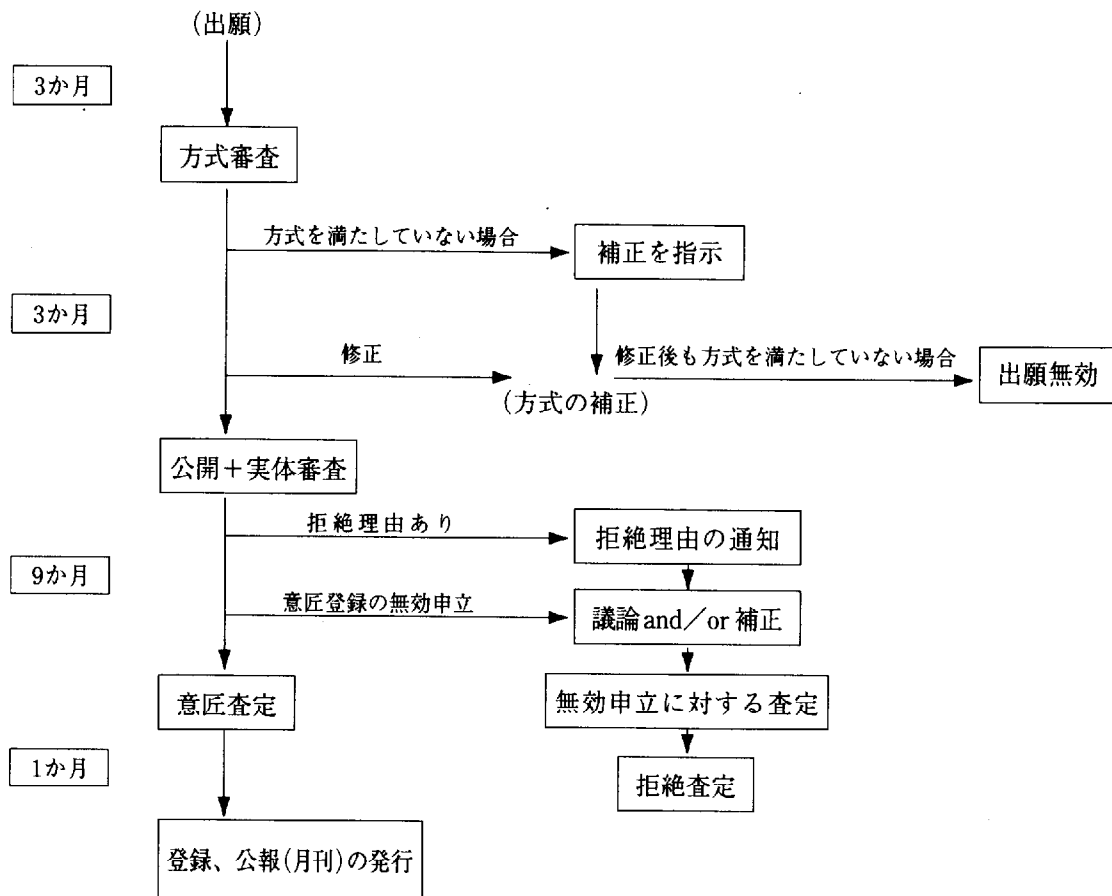 (出願)
3か月
方式審査
方式を満たしていない場合
補正を指示
3か月
修正
修正後も方式を満たしていない場合
出願無効
(方式の補正)
公開+実体審査
拒絶理由あり
拒絶理由の通知
9か月
意匠登録の無効申立
議論and/or補正
意匠査定
無効申立に対する査定
1か月
拒絶査定
登録、公報(月刊)の発行